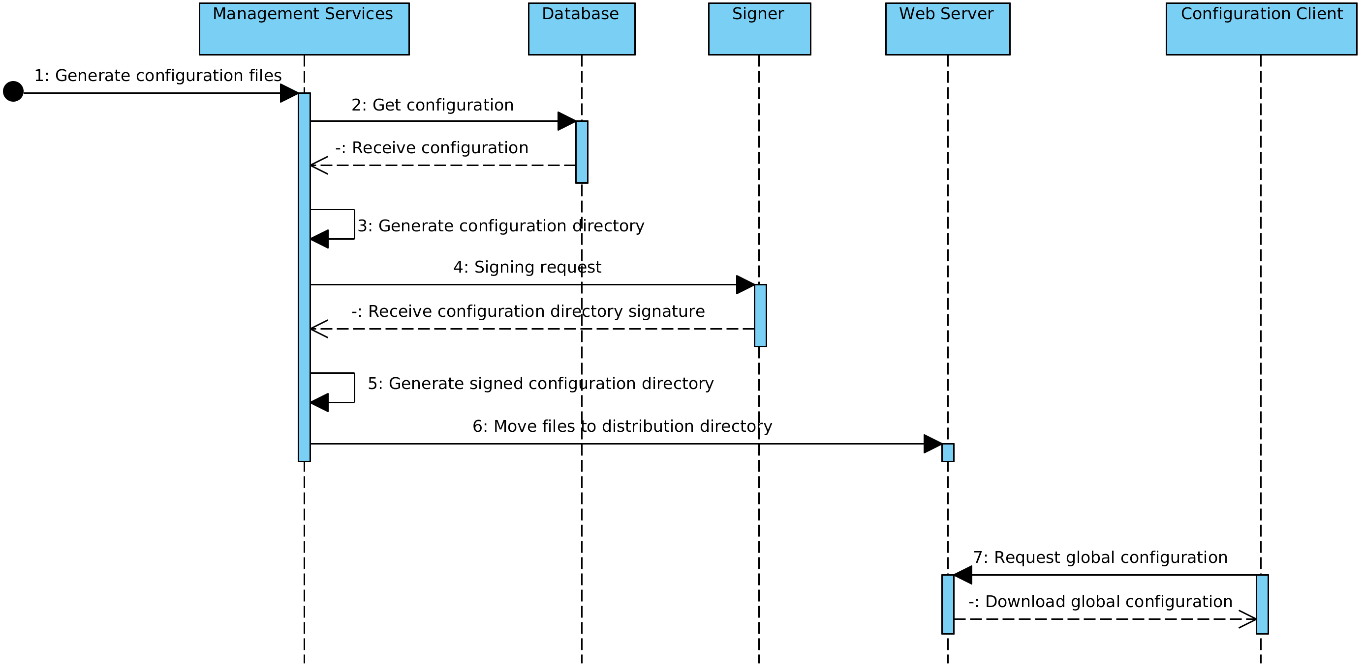 Management Services
Database
Signer
Web Server
Configuration Client
1: Generate configuration files
2: Get configuration
-: Receive configuration
3: Generate configuration directory
4: Signing request
-: Receive configuration directory signature
5: Generate signed configuration directory
6: Move files to distribution directory
7: Request global configuration
-: Download global configuration